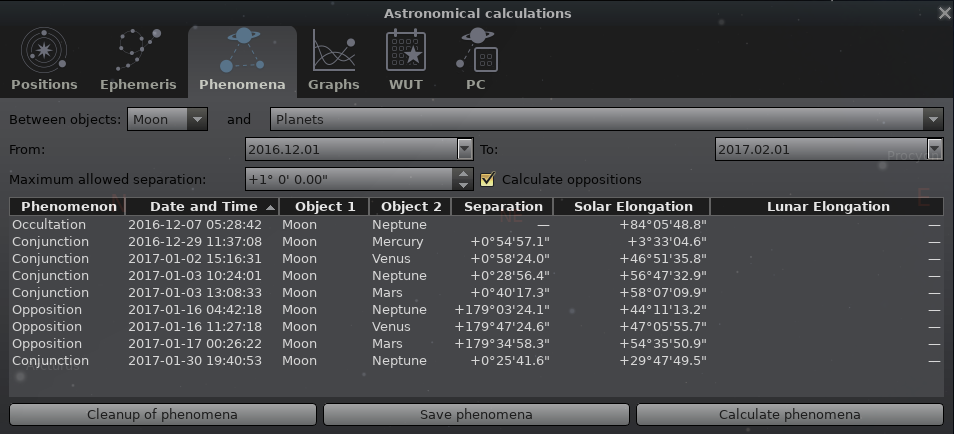 Astronomical calculations
Positions Ephemeris Phenomena Graphs WUT PC
Between objects: Moon and Planets
From: 2016.12.01 To: 2017.02.01
Maximum allowed separation: +1° 0' 0.00" Calculate oppositions
Phenomenon Date and Time Object 1 Object 2 Separation Solar Elongation Lunar Elongation
Occultation 2016-12-07 05:28:42 Moon Neptune — +84°05'48.8" —
Conjunction 2016-12-29 11:37:08 Moon Mercury +0°54'57.1" +3°33'04.6" —
Conjunction 2017-01-02 15:16:31 Moon Venus +0°58'24.0" +46°51'35.8" —
Conjunction 2017-01-03 10:24:01 Moon Neptune +0°28'56.4" +56°47'32.9" —
Conjunction 2017-01-03 13:08:33 Moon Mars +0°40'17.3" +58°07'09.9" —
Opposition 2017-01-16 04:42:18 Moon Neptune +179°03'24.1" +44°11'13.2" —
Opposition 2017-01-16 11:27:18 Moon Venus +179°47'24.6" +47°05'55.7" —
Opposition 2017-01-17 00:26:22 Moon Mars +179°34'58.3" +54°35'50.9" —
Conjunction 2017-01-30 19:40:53 Moon Neptune +0°25'41.6" +29°47'49.5" —
Cleanup of phenomena Save phenomena Calculate phenomena